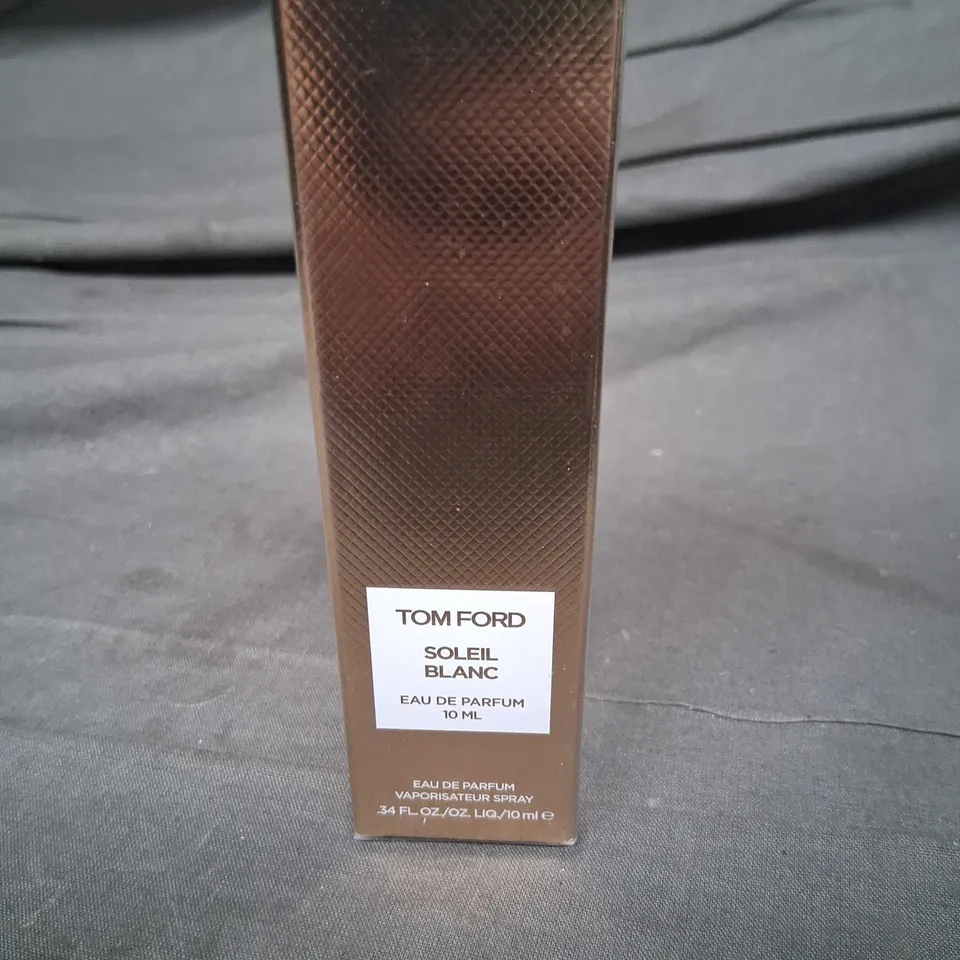 TOM FORD
SOLEIL
BLANC
EAU DE PARFUM
10 ML
EAU DE PARFUM
VAPORISATEUR SPRAY
.34 FL. OZ./OZ. LIQ./10 ml ℮